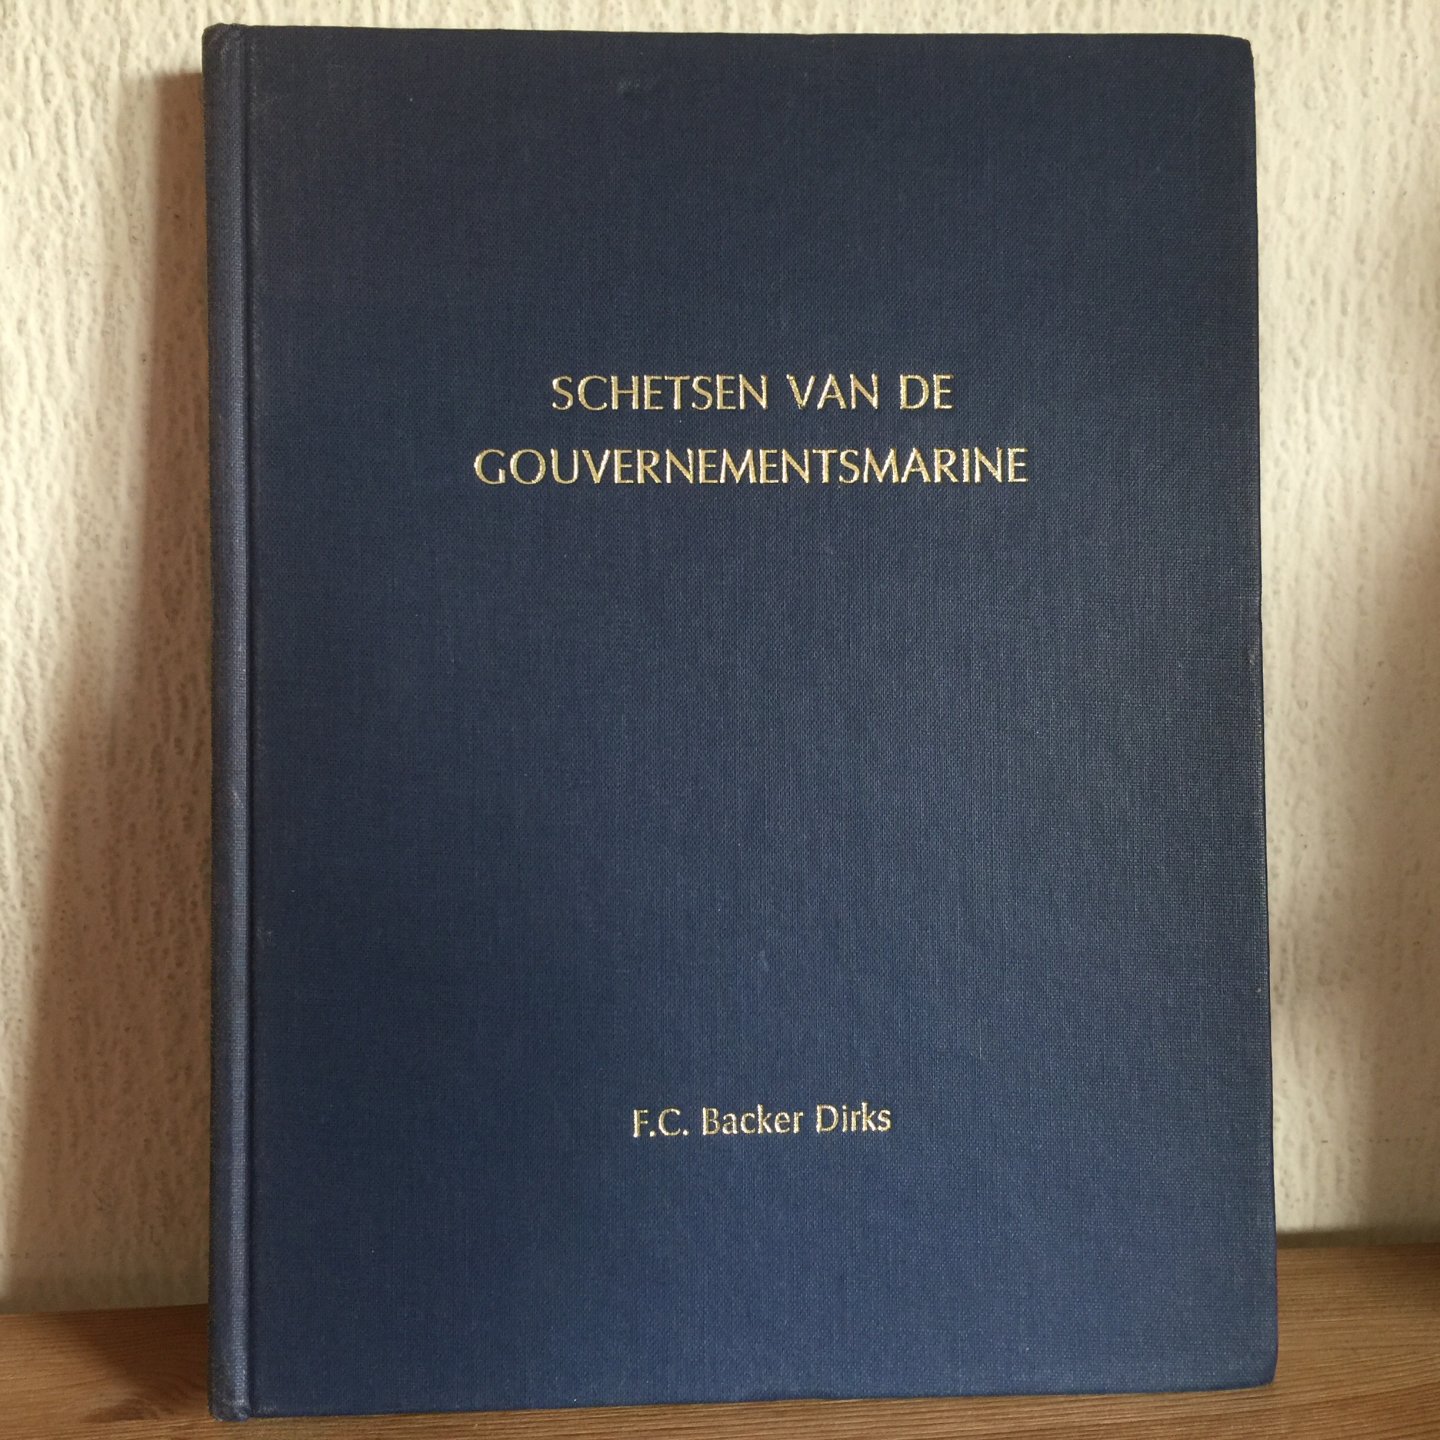 SCHETSEN VAN DE
GOUVERNEMENTSMARINE
F.C. Backer Dirks